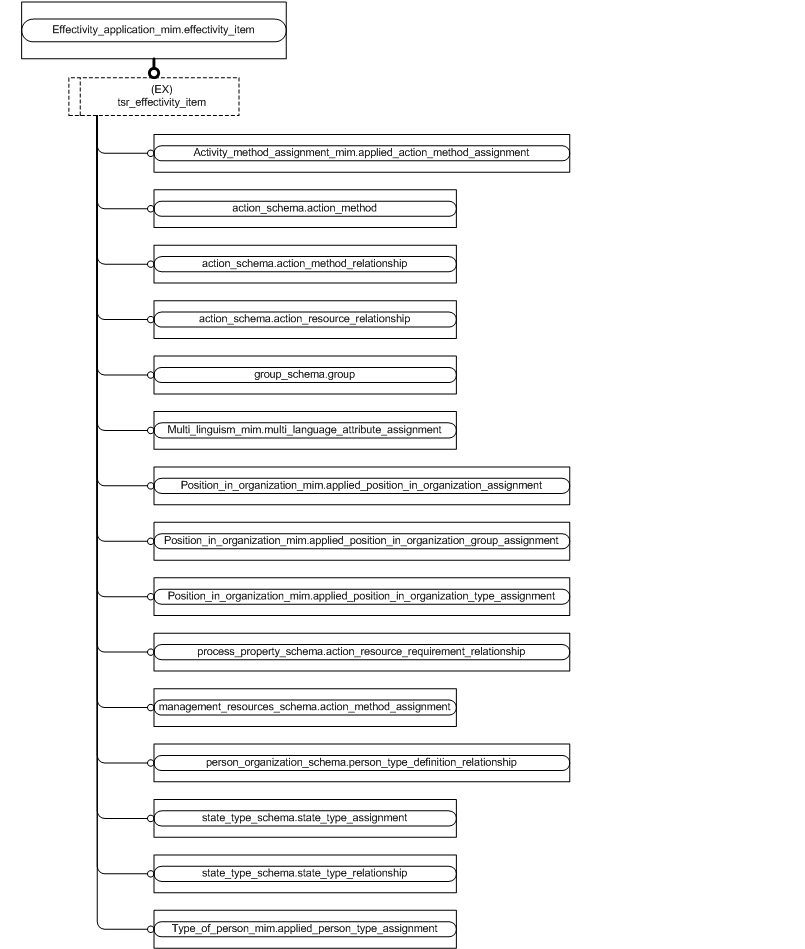 Effectivity_application_mim.effectivity_item
(EX)
tsr_effectivity_item
Activity_method_assignment_mim.applied_action_method_assignment
action_schema.action_method
action_schema.action_method_relationship
action_schema.action_resource_relationship
group_schema.group
Multi_linguism_mim.multi_language_attribute_assignment
Position_in_organization_mim.applied_position_in_organization_assignment
Position_in_organization_mim.applied_position_in_organization_group_assignment
Position_in_organization_mim.applied_position_in_organization_type_assignment
process_property_schema.action_resource_requirement_relationship
management_resources_schema.action_method_assignment
person_organization_schema.person_type_definition_relationship
state_type_schema.state_type_assignment
state_type_schema.state_type_relationship
Type_of_person_mim.applied_person_type_assignment